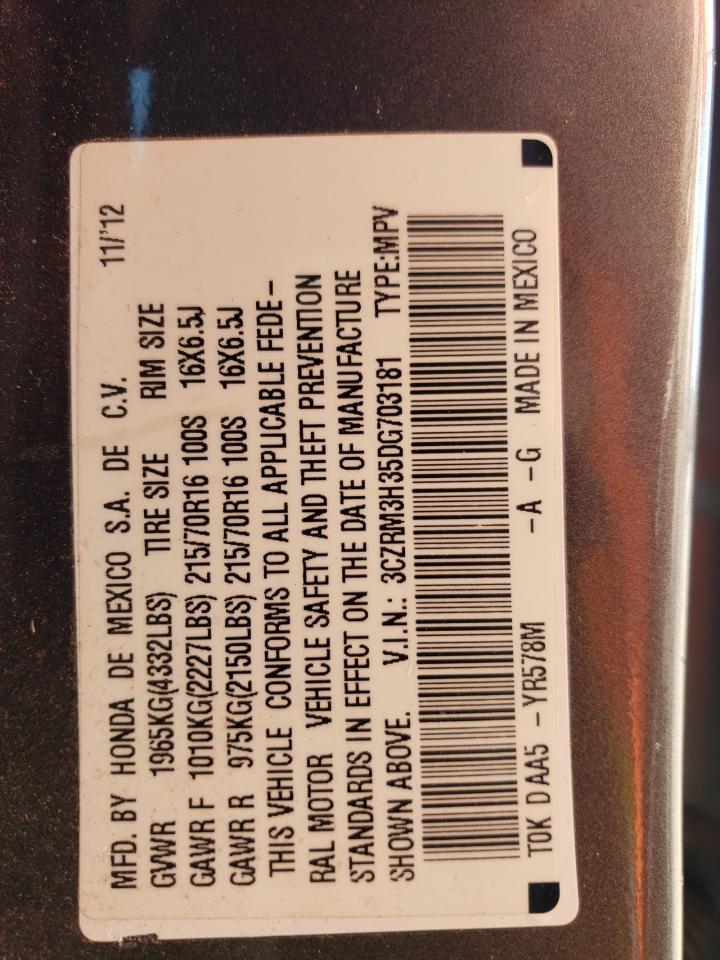 MFD. BY HONDA DE MEXICO S.A. DE C.V. 11/'12
GVWR 1965KG(4332LBS) TIRE SIZE RIM SIZE
GAWR F 1010KG(2227LBS) 215/70R16 100S 16X6.5J
GAWR R 975KG(2150LBS) 215/70R16 100S 16X6.5J
THIS VEHICLE CONFORMS TO ALL APPLICABLE FEDE-
RAL MOTOR VEHICLE SAFETY AND THEFT PREVENTION
STANDARDS IN EFFECT ON THE DATE OF MANUFACTURE
SHOWN ABOVE. V.I.N.: 3CZRM3H35DG703181 TYPE:MPV
T0K D AA5 -YR578M -A -G MADE IN MEXICO